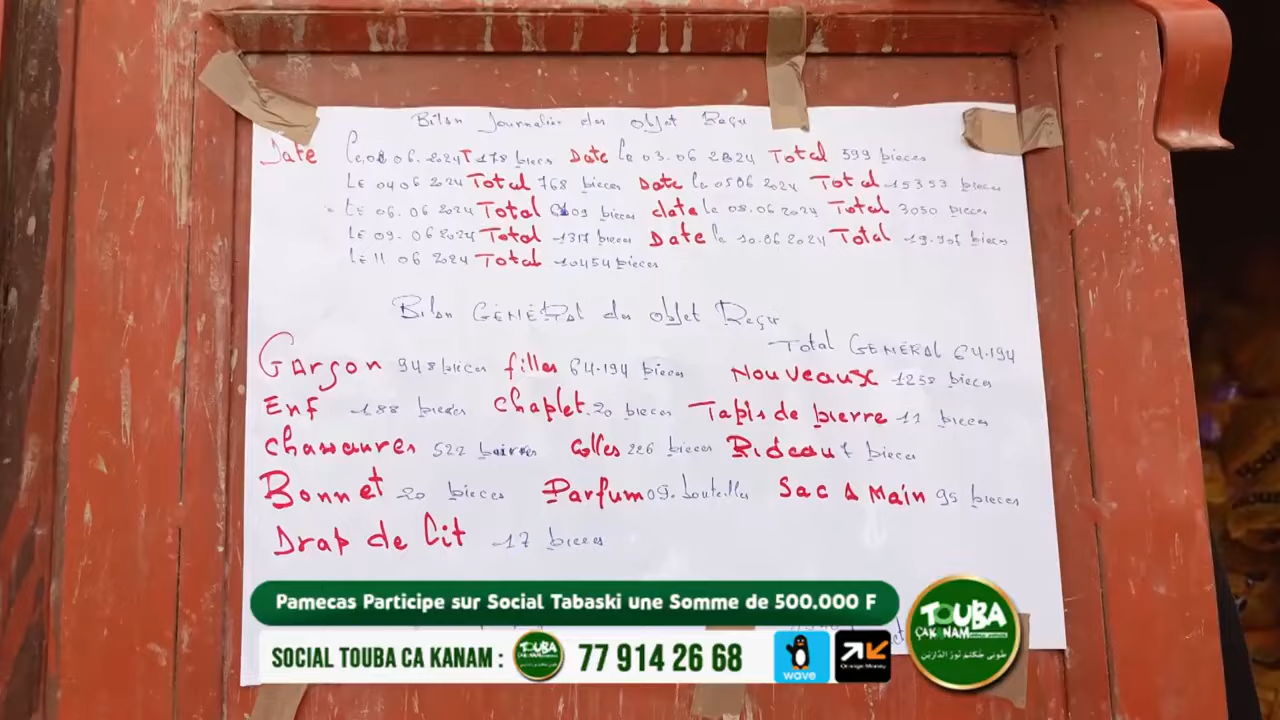 Bilan Journalier des objet Reçu
Date Le 06.2024 T 178 pieces Date le 03.06 2024 Total 599 pieces
LE 04 06 2024 Total 768 pieces Date le 05 06 2024 Total 15353 pieces
LE 06.06 2024 Total pieces date le 08.06 2024 Total 3050 pieces
LE 09.06 2024 Total 1317 pieces Date le 10.06 2024 Total pieces
LE 11 06 2024 Total 10454 pieces
Bilan GENERAL des objet Reçu
Total GENERAL 64.194
Garçon 948 pieces filles 64.194 pieces Nouveaux 1258 pieces
Enf 188 pieces Chaplet 20 pieces Tapis de pierre 11 pieces
Chassures 522 pairres Colles 226 pieces Rideau 7 pieces
Bonnet 20 pieces Parfum 09. bouteilles Sac A Main 95 pieces
Drap de Lit 17 pieces
Pamecas Participe sur Social Tabaski une Somme de 500.000 F
SOCIAL TOUBA CA KANAM : 77 914 26 68
wave
Orange Money
TOUBA
ÇA KANAM